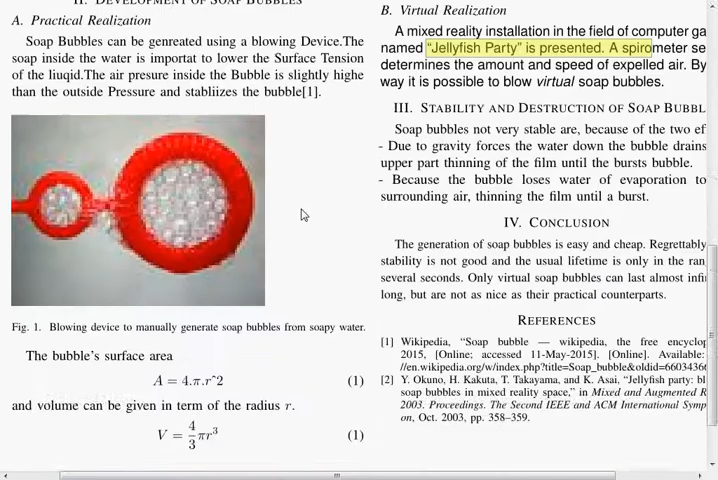 II. DEVELOPMENT OF SOAP BUBBLES
A. Practical Realization
Soap Bubbles can be genreated using a blowing Device.The
soap inside the water is importat to lower the Surface Tension
of the liuqid.The air presure inside the Bubble is slightly highe
than the outside Pressure and stabliizes the bubble[1].
Fig. 1. Blowing device to manually generate soap bubbles from soapy water.
The bubble's surface area
A = 4.π.r^2 (1)
and volume can be given in term of the radius r.
V = 4/3 πr³ (1)
B. Virtual Realization
A mixed reality installation in the field of computer ga
named “Jellyfish Party” is presented. A spirometer se
determines the amount and speed of expelled air. By
way it is possible to blow virtual soap bubbles.
III. STABILITY AND DESTRUCTION OF SOAP BUBBL
Soap bubbles not very stable are, because of the two ef
- Due to gravity forces the water down the bubble drains
upper part thinning of the film until the bursts bubble.
- Because the bubble loses water of evaporation to
surrounding air, thinning the film until a burst.
IV. CONCLUSION
The generation of soap bubbles is easy and cheap. Regrettably
stability is not good and the usual lifetime is only in the ran
several seconds. Only virtual soap bubbles can last almost infi
long, but are not as nice as their practical counterparts.
REFERENCES
[1] Wikipedia, “Soap bubble — wikipedia, the free encyclop
2015, [Online; accessed 11-May-2015]. [Online]. Available:
//en.wikipedia.org/w/index.php?title=Soap_bubble&oldid=6603436
[2] Y. Okuno, H. Kakuta, T. Takayama, and K. Asai, “Jellyfish party: bl
soap bubbles in mixed reality space,” in Mixed and Augmented R
2003. Proceedings. The Second IEEE and ACM International Symp
on, Oct. 2003, pp. 358–359.